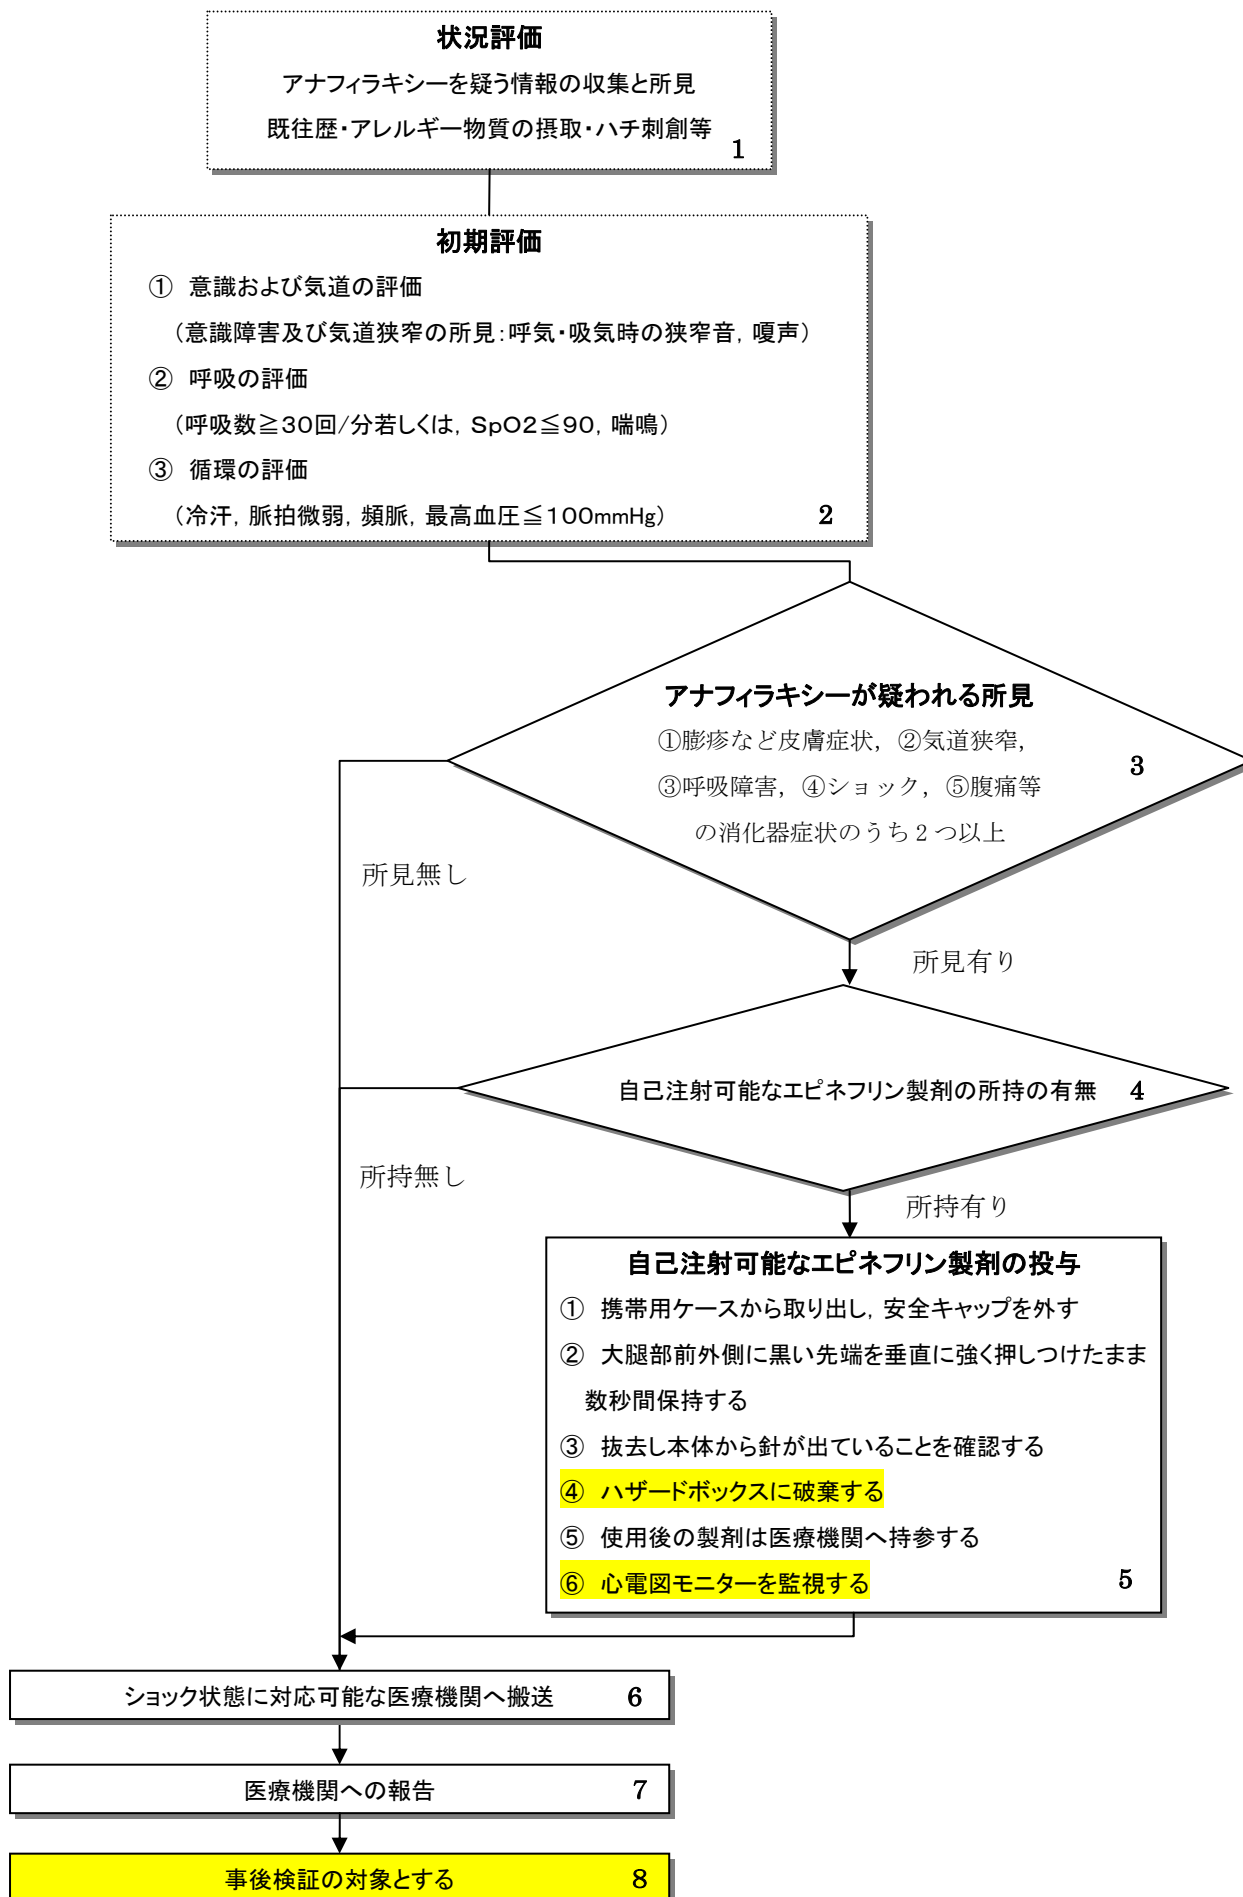 状況評価
アナフィラキシーを疑う情報の収集と所見
既往歴・アレルギー物質の摂取・ハチ刺創等
1
初期評価
① 意識および気道の評価
（意識障害及び気道狭窄の所見：呼気・吸気時の狭窄音，嗄声）
② 呼吸の評価
（呼吸数≧30回/分若しくは，SpO2≦90，喘鳴）
③ 循環の評価
（冷汗，脈拍微弱，頻脈，最高血圧≦100mmHg）
2
アナフィラキシーが疑われる所見
①膨疹など皮膚症状，②気道狭窄，
③呼吸障害，④ショック，⑤腹痛等
の消化器症状のうち2つ以上
3
所見無し
所見有り
自己注射可能なエピネフリン製剤の所持の有無 4
所持無し
所持有り
自己注射可能なエピネフリン製剤の投与
① 携帯用ケースから取り出し，安全キャップを外す
② 大腿部前外側に黒い先端を垂直に強く押しつけたまま
数秒間保持する
③ 抜去し本体から針が出ていることを確認する
④ ハザードボックスに破棄する
⑤ 使用後の製剤は医療機関へ持参する
⑥ 心電図モニターを監視する
5
ショック状態に対応可能な医療機関へ搬送 6
医療機関への報告 7
事後検証の対象とする 8